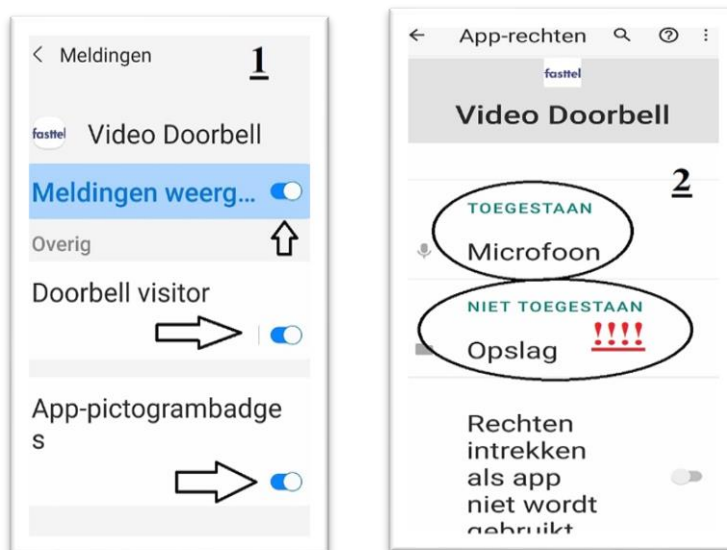 < Meldingen
1
fasttel
Video Doorbell
Meldingen weerg...
Overig
Doorbell visitor
App-pictogrambadge
s
App-rechten
fasttel
Video Doorbell
2
TOEGESTAAN
Microfoon
NIET TOEGESTAAN
Opslag !!!!
Rechten
intrekken
als app
niet wordt
gebruikt